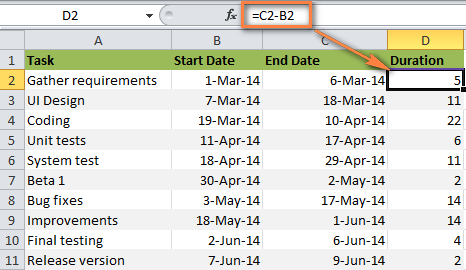 D2 fx =C2-B2
A B C D
1 Task Start Date End Date Duration
2 Gather requirements 1-Mar-14 6-Mar-14 5
3 UI Design 7-Mar-14 18-Mar-14 11
4 Coding 19-Mar-14 10-Apr-14 22
5 Unit tests 11-Apr-14 17-Apr-14 6
6 System test 18-Apr-14 29-Apr-14 11
7 Beta 1 30-Apr-14 2-May-14 2
8 Bug fixes 3-May-14 17-May-14 14
9 Improvements 18-May-14 1-Jun-14 14
10 Final testing 2-Jun-14 6-Jun-14 4
11 Release version 7-Jun-14 9-Jun-14 2